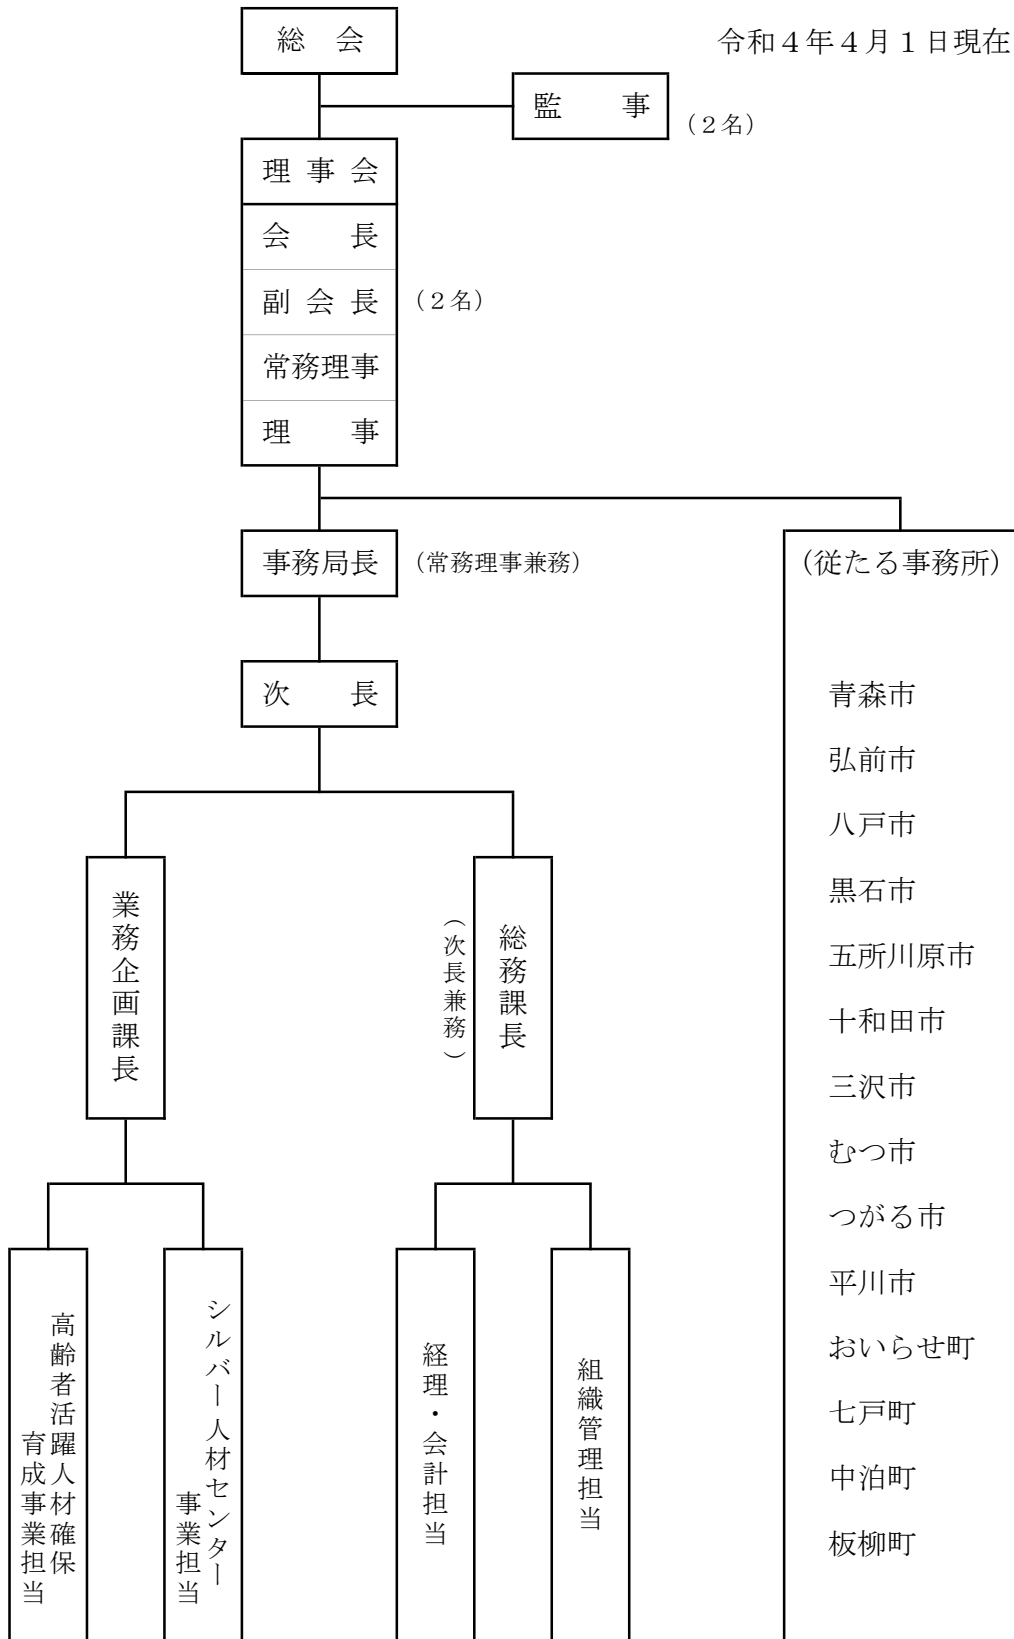 総　会
令和４年４月１日現在
監　　事
（２名）
理 事 会
会　　長
副 会 長
（２名）
常務理事
理　　事
事務局長
（常務理事兼務）
（従たる事務所）
次　　長
青森市
弘前市
八戸市
黒石市
五所川原市
十和田市
三沢市
むつ市
つがる市
平川市
おいらせ町
七戸町
中泊町
板柳町
業務企画課長
総務課長
（次長兼務）
高齢者活躍人材確保
育成事業担当
シルバー人材センター
事業担当
経理・会計担当
組織管理担当